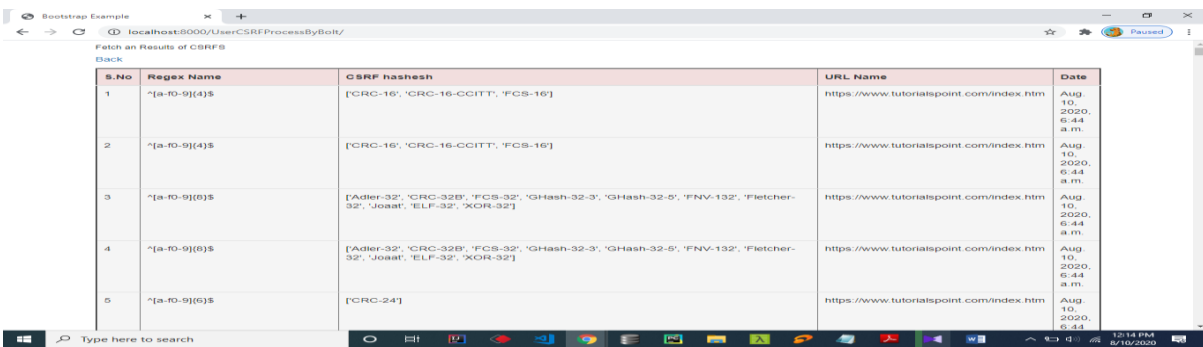 Bootstrap Example
localhost:8000/UserCSRFProcessByBolt/
Paused
Fetch an Results of CSRFS
Back
S.No Regex Name CSRF hashesh URL Name Date
1 ^[a-f0-9]{4}$ ['CRC-16', 'CRC-16-CCITT', 'FCS-16'] https://www.tutorialspoint.com/index.htm Aug.
10,
2020,
6:44
a.m.
2 ^[a-f0-9]{4}$ ['CRC-16', 'CRC-16-CCITT', 'FCS-16'] https://www.tutorialspoint.com/index.htm Aug.
10,
2020,
6:44
a.m.
3 ^[a-f0-9]{8}$ ['Adler-32', 'CRC-32B', 'FCS-32', 'GHash-32-3', 'GHash-32-5', 'FNV-132', 'Fletcher- https://www.tutorialspoint.com/index.htm Aug.
32', 'Joaat', 'ELF-32', 'XOR-32'] 10,
2020,
6:44
a.m.
4 ^[a-f0-9]{8}$ ['Adler-32', 'CRC-32B', 'FCS-32', 'GHash-32-3', 'GHash-32-5', 'FNV-132', 'Fletcher- https://www.tutorialspoint.com/index.htm Aug.
32', 'Joaat', 'ELF-32', 'XOR-32'] 10,
2020,
6:44
a.m.
5 ^[a-f0-9]{6}$ ['CRC-24'] https://www.tutorialspoint.com/index.htm Aug.
10,
2020,
6:44
Type here to search
12:14 PM
8/10/2020